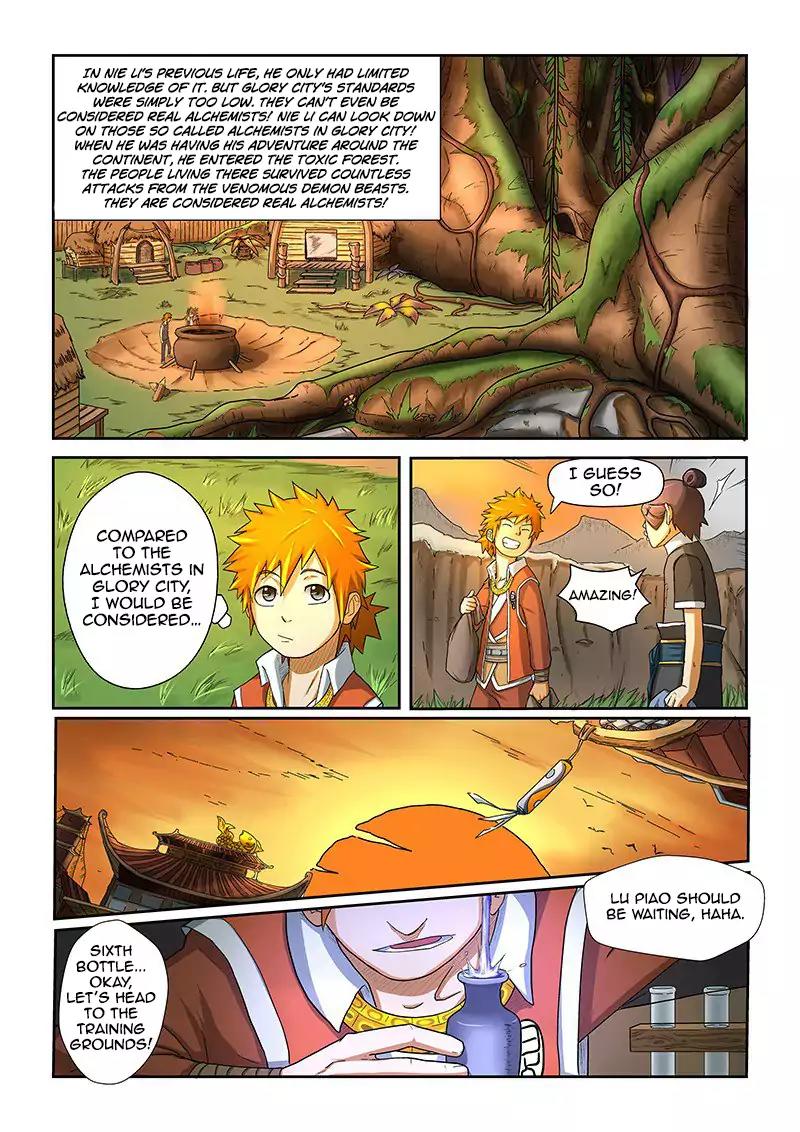 IN NIE LI'S PREVIOUS LIFE, HE ONLY HAD LIMITED
KNOWLEDGE OF IT. BUT GLORY CITY'S STANDARDS
WERE SIMPLY TOO LOW. THEY CAN'T EVEN BE
CONSIDERED REAL ALCHEMISTS! NIE LI CAN LOOK DOWN
ON THOSE SO CALLED ALCHEMISTS IN GLORY CITY!
WHEN HE WAS HAVING HIS ADVENTURE AROUND THE
CONTINENT, HE ENTERED THE TOXIC FOREST.
THE PEOPLE LIVING THERE SURVIVED COUNTLESS
ATTACKS FROM THE VENOMOUS DEMON BEASTS.
THEY ARE CONSIDERED REAL ALCHEMISTS!
COMPARED
TO THE
ALCHEMISTS IN
GLORY CITY,
I WOULD BE
CONSIDERED...
I GUESS
SO!
AMAZING!
LU PIAO SHOULD
BE WAITING, HAHA.
SIXTH
BOTTLE...
OKAY,
LET'S HEAD
TO THE
TRAINING
GROUNDS!